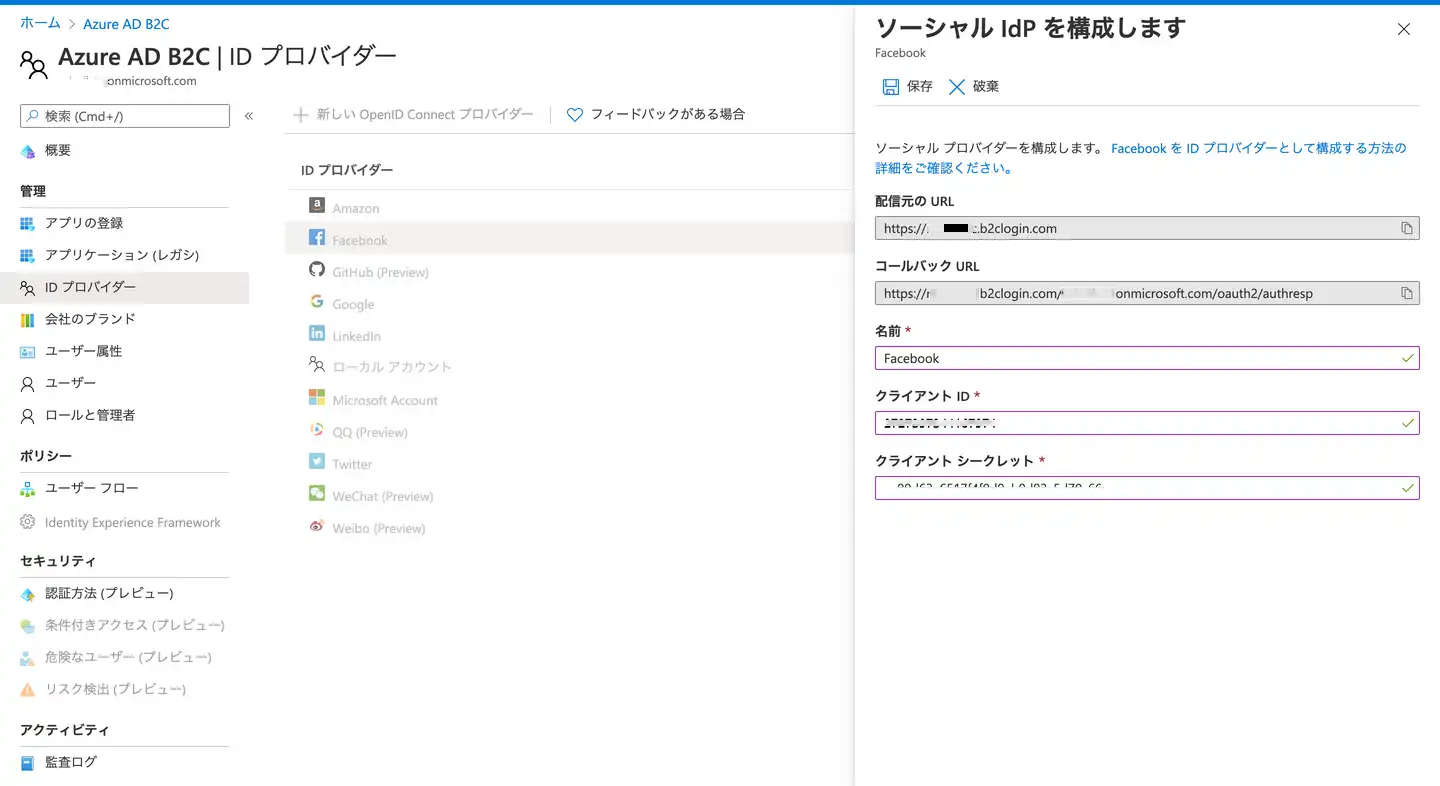 ホーム > Azure AD B2C
Azure AD B2C | ID プロバイダー
onmicrosoft.com
検索 (Cmd+/)
«
概要
管理
アプリの登録
アプリケーション (レガシ)
ID プロバイダー
会社のブランド
ユーザー属性
ユーザー
ロールと管理者
ポリシー
ユーザー フロー
Identity Experience Framework
セキュリティ
認証方法 (プレビュー)
条件付きアクセス (プレビュー)
危険なユーザー (プレビュー)
リスク検出 (プレビュー)
アクティビティ
監査ログ
新しい OpenID Connect プロバイダー
フィードバックがある場合
ID プロバイダー
Amazon
Facebook
GitHub (Preview)
Google
LinkedIn
ローカル アカウント
Microsoft Account
QQ (Preview)
Twitter
WeChat (Preview)
Weibo (Preview)
ソーシャル IdP を構成します
Facebook
保存
破棄
ソーシャル プロバイダーを構成します。 Facebook を ID プロバイダーとして構成する方法の
詳細をご確認ください。
配信元の URL
https:// .b2clogin.com
コールバック URL
https:// b2clogin.com/ onmicrosoft.com/oauth2/authresp
名前 *
Facebook
クライアント ID *
クライアント シークレット *